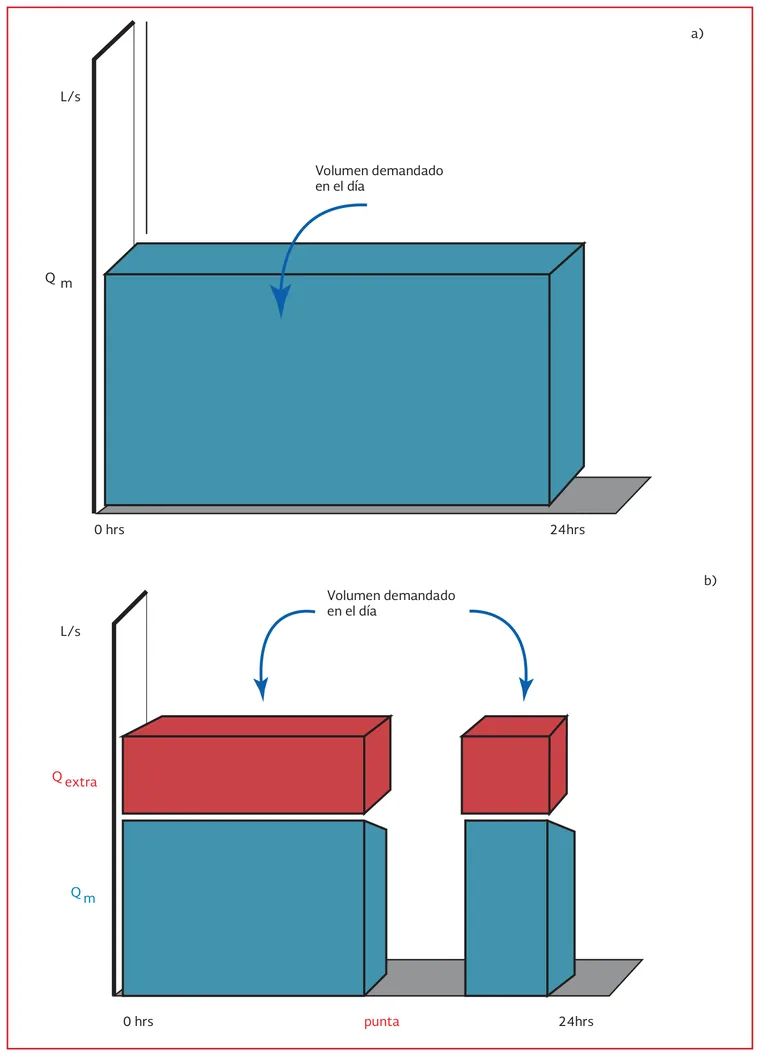 a)
L/s
Volumen demandado
en el día
Q m
0 hrs
24hrs
b)
Volumen demandado
en el día
L/s
Q extra
Q m
0 hrs
punta
24hrs